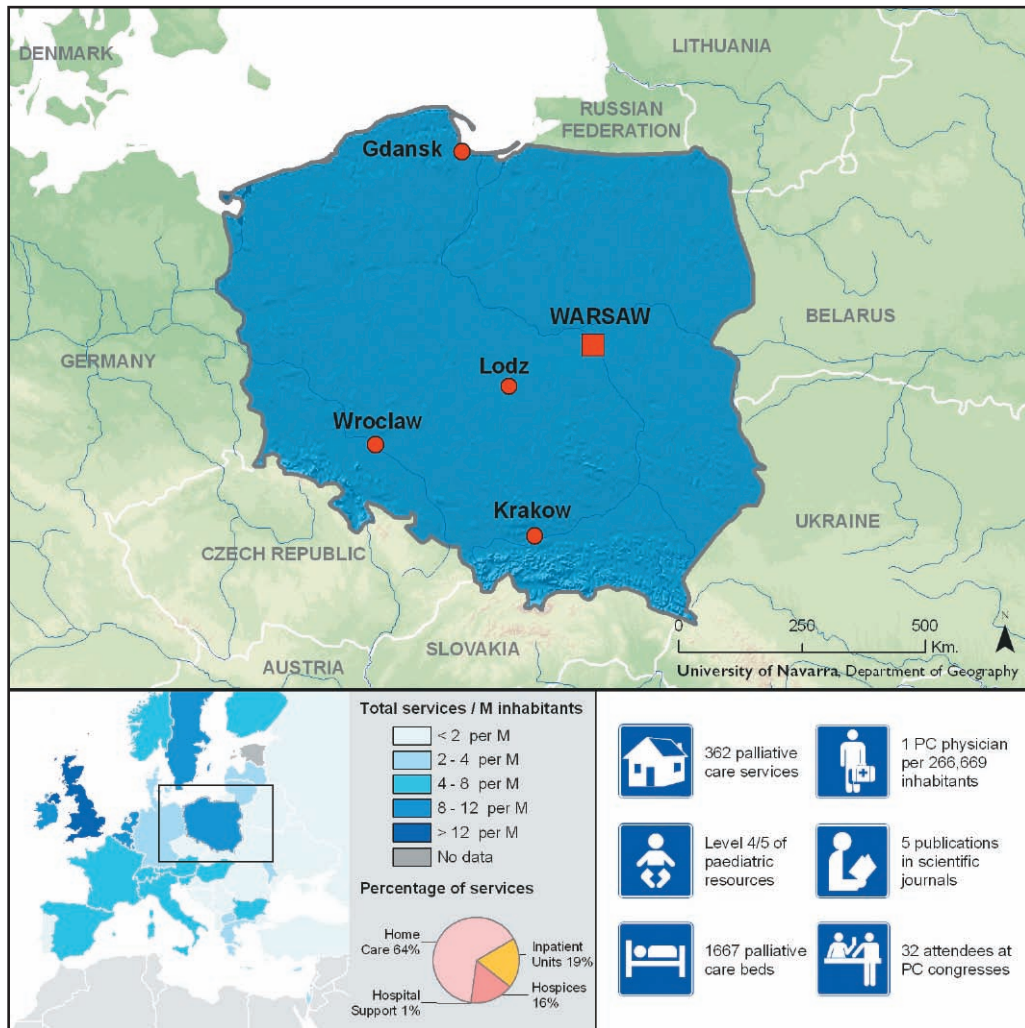 DENMARK
LITHUANIA
RUSSIAN
FEDERATION
Gdansk
BELARUS
WARSAW
GERMANY
Lodz
Wroclaw
Krakow
UKRAINE
CZECH REPUBLIC
SLOVAKIA
AUSTRIA
N
0 250 500
Km.
University of Navarra, Department of Geography
Total services / M inhabitants
< 2 per M
2 - 4 per M
4 - 8 per M
8 - 12 per M
> 12 per M
No data
Percentage of services
Home
Care 64%
Inpatient
Units 19%
Hospital
Support 1%
Hospices
16%
362 palliative
care services
1 PC physician
per 266,669
inhabitants
Level 4/5 of
paediatric
resources
5 publications
in scientific
journals
1667 palliative
care beds
32 attendees at
PC congresses